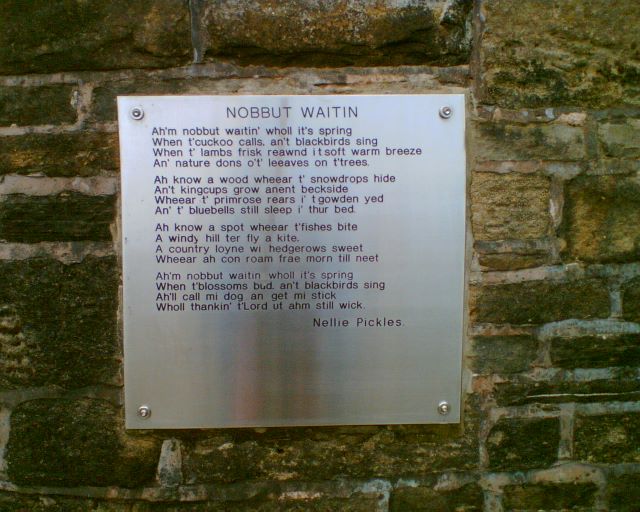 NOBBUT WAITIN
Ah'm nobbut waitin' wholl it's spring
When t'cuckoo calls, an't blackbirds sing
When t' lambs frisk reawnd i t soft warm breeze
An' nature dons o't' leeaves on t'trees.
Ah know a wood wheear t' snowdrops hide
An't kingcups grow anent beckside
Wheear t' primrose rears i' t gowden yed
An' t' bluebells still sleep i' thur bed.
Ah know a spot wheear t'fishes bite
A windy hill ter fly a kite.
A country loyne wi hedgerows sweet
Wheear ah con roam frae morn till neet
Ah'm nobbut waitin wholl it's spring
When t'blossoms bud, an't blackbirds sing
Ah'll call mi dog an get mi stick
Wholl thankin' t'Lord ut ahm still wick.
Nellie Pickles.